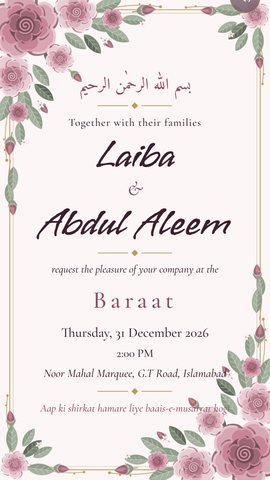 بسم الله الرحمٰن الرحيم
Together with their families
Laiba
&
Abdul Aleem
request the pleasure of your company at the
Baraat
Thursday, 31 December 2026
2:00 PM
Noor Mahal Marquee, G.T Road, Islamabad
Aap ki shirkat hamare liye baais-e-musarrat hogi